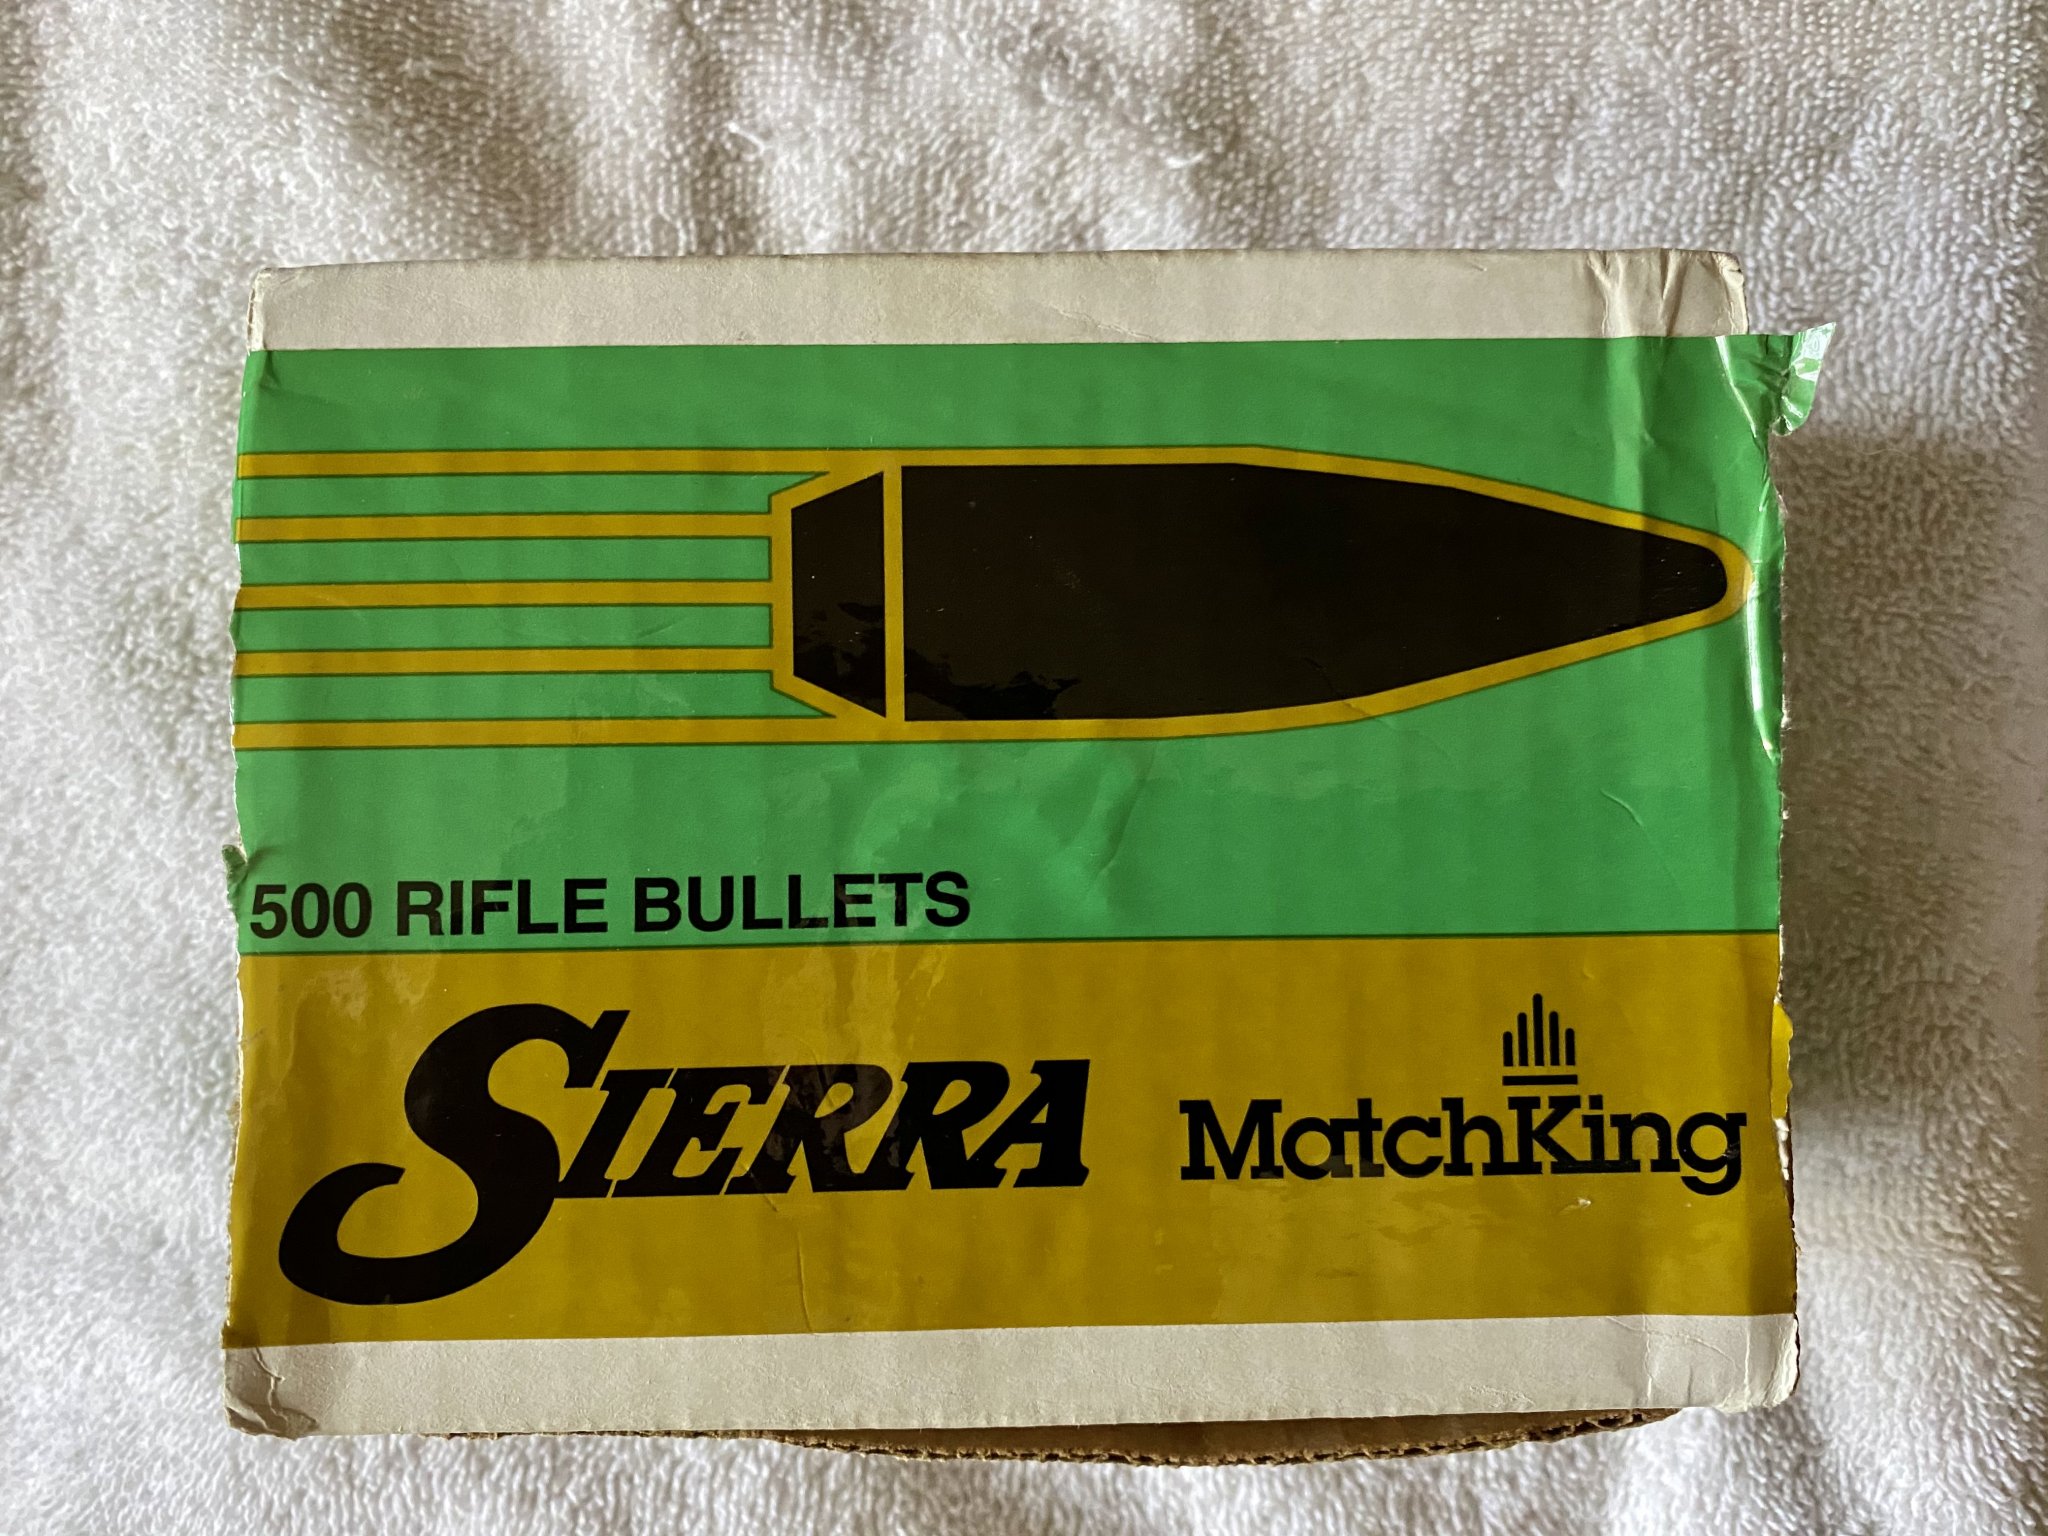 500 RIFLE BULLETS
SIERRA
MatchKing